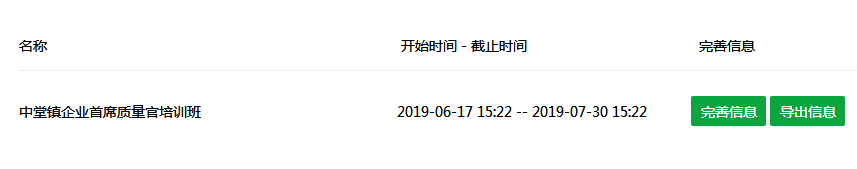 名称 开始时间 - 截止时间 完善信息
中堂镇企业首席质量官培训班 2019-06-17 15:22 -- 2019-07-30 15:22 完善信息 导出信息